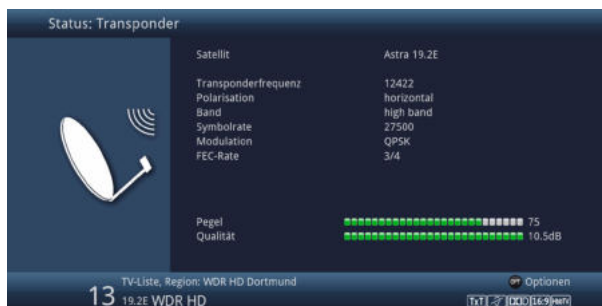 Status: Transponder
Satellit Astra 19.2E
Transponderfrequenz 12422
Polarisation horizontal
Band high band
Symbolrate 27500
Modulation QPSK
FEC-Rate 3/4
Pegel 75
Qualität 10.5dB
TV-Liste, Region: WDR HD Dortmund OPT Optionen
13 19.2E WDR HD TxT 16:9 HbbTV